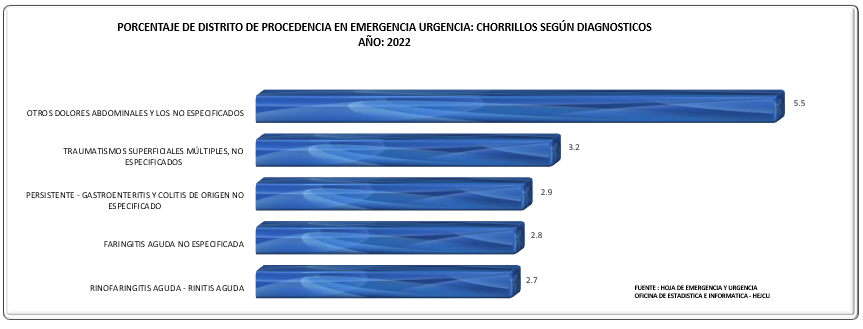 PORCENTAJE DE DISTRITO DE PROCEDENCIA EN EMERGENCIA URGENCIA: CHORRILLOS SEGÚN DIAGNOSTICOS
AÑO: 2022
OTROS DOLORES ABDOMINALES Y LOS NO ESPECIFICADOS
5.5
TRAUMATISMOS SUPERFICIALES MÚLTIPLES, NO
ESPECIFICADOS
3.2
PERSISTENTE - GASTROENTERITIS Y COLITIS DE ORIGEN NO
ESPECIFICADO
2.9
FARINGITIS AGUDA NO ESPECIFICADA
2.8
RINOFARINGITIS AGUDA - RINITIS AGUDA
2.7
FUENTE : HOJA DE EMERGENCIA Y URGENCIA
OFICINA DE ESTADISTICA E INFORMATICA - HEJCU